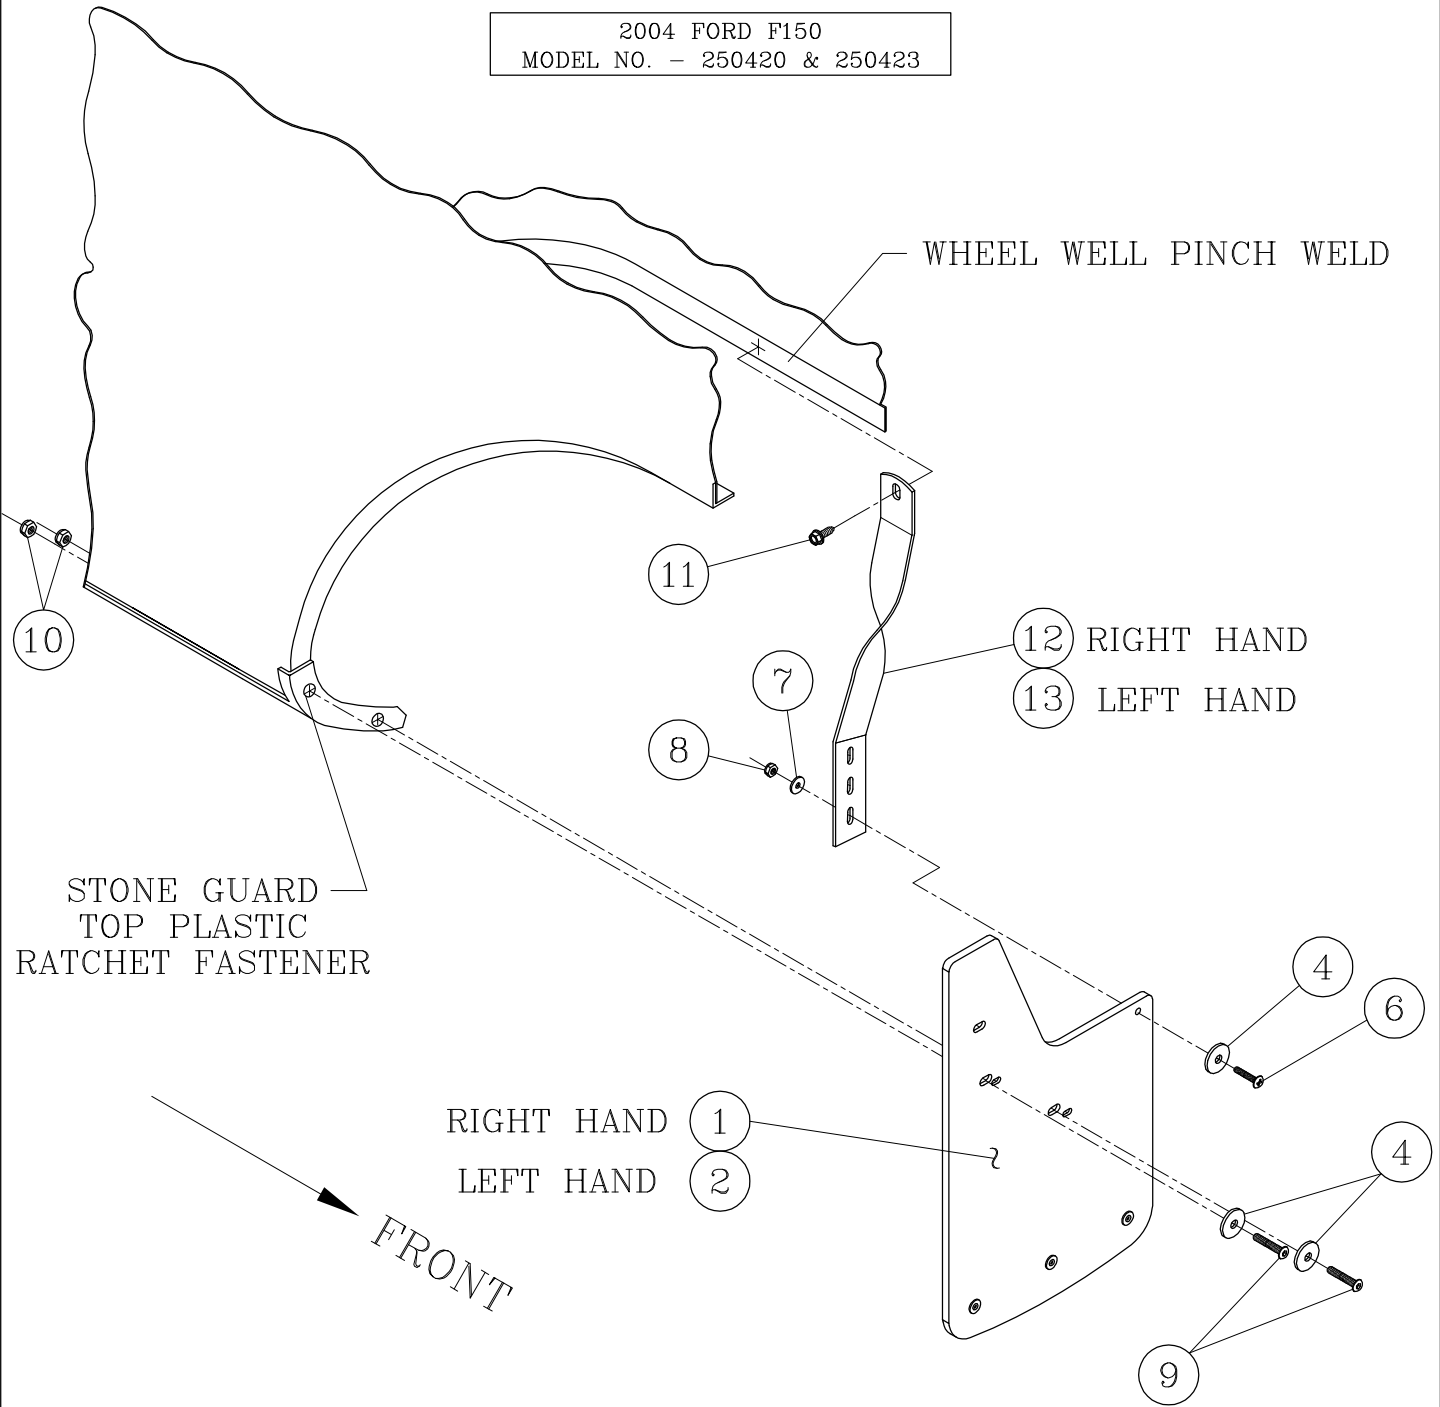 2004 FORD F150
MODEL NO. - 250420 & 250423
WHEEL WELL PINCH WELD
11
10
12 RIGHT HAND
13 LEFT HAND
7
8
STONE GUARD
TOP PLASTIC
RATCHET FASTENER
4
6
RIGHT HAND 1
LEFT HAND 2
4
FRONT
9